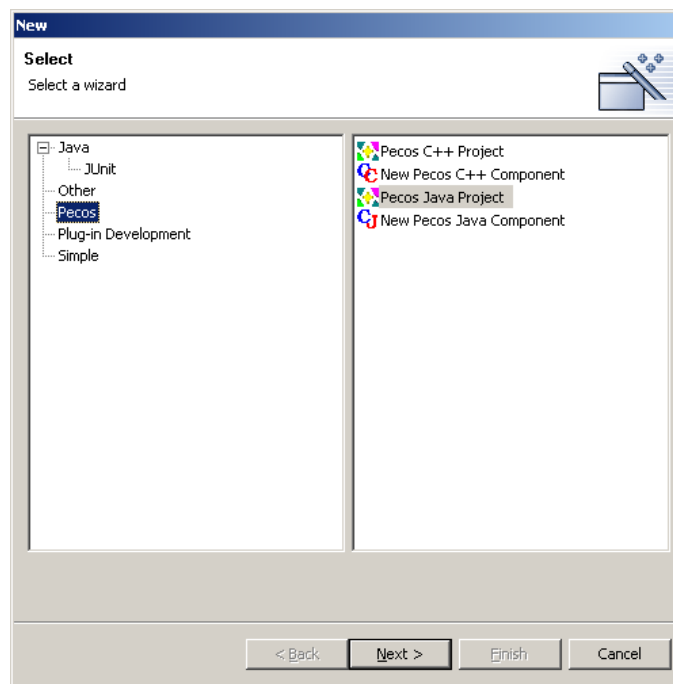 New
Select
Select a wizard
Java
JUnit
Other
Pecos
Plug-in Development
Simple
Pecos C++ Project
New Pecos C++ Component
Pecos Java Project
New Pecos Java Component
< Back
Next >
Finish
Cancel